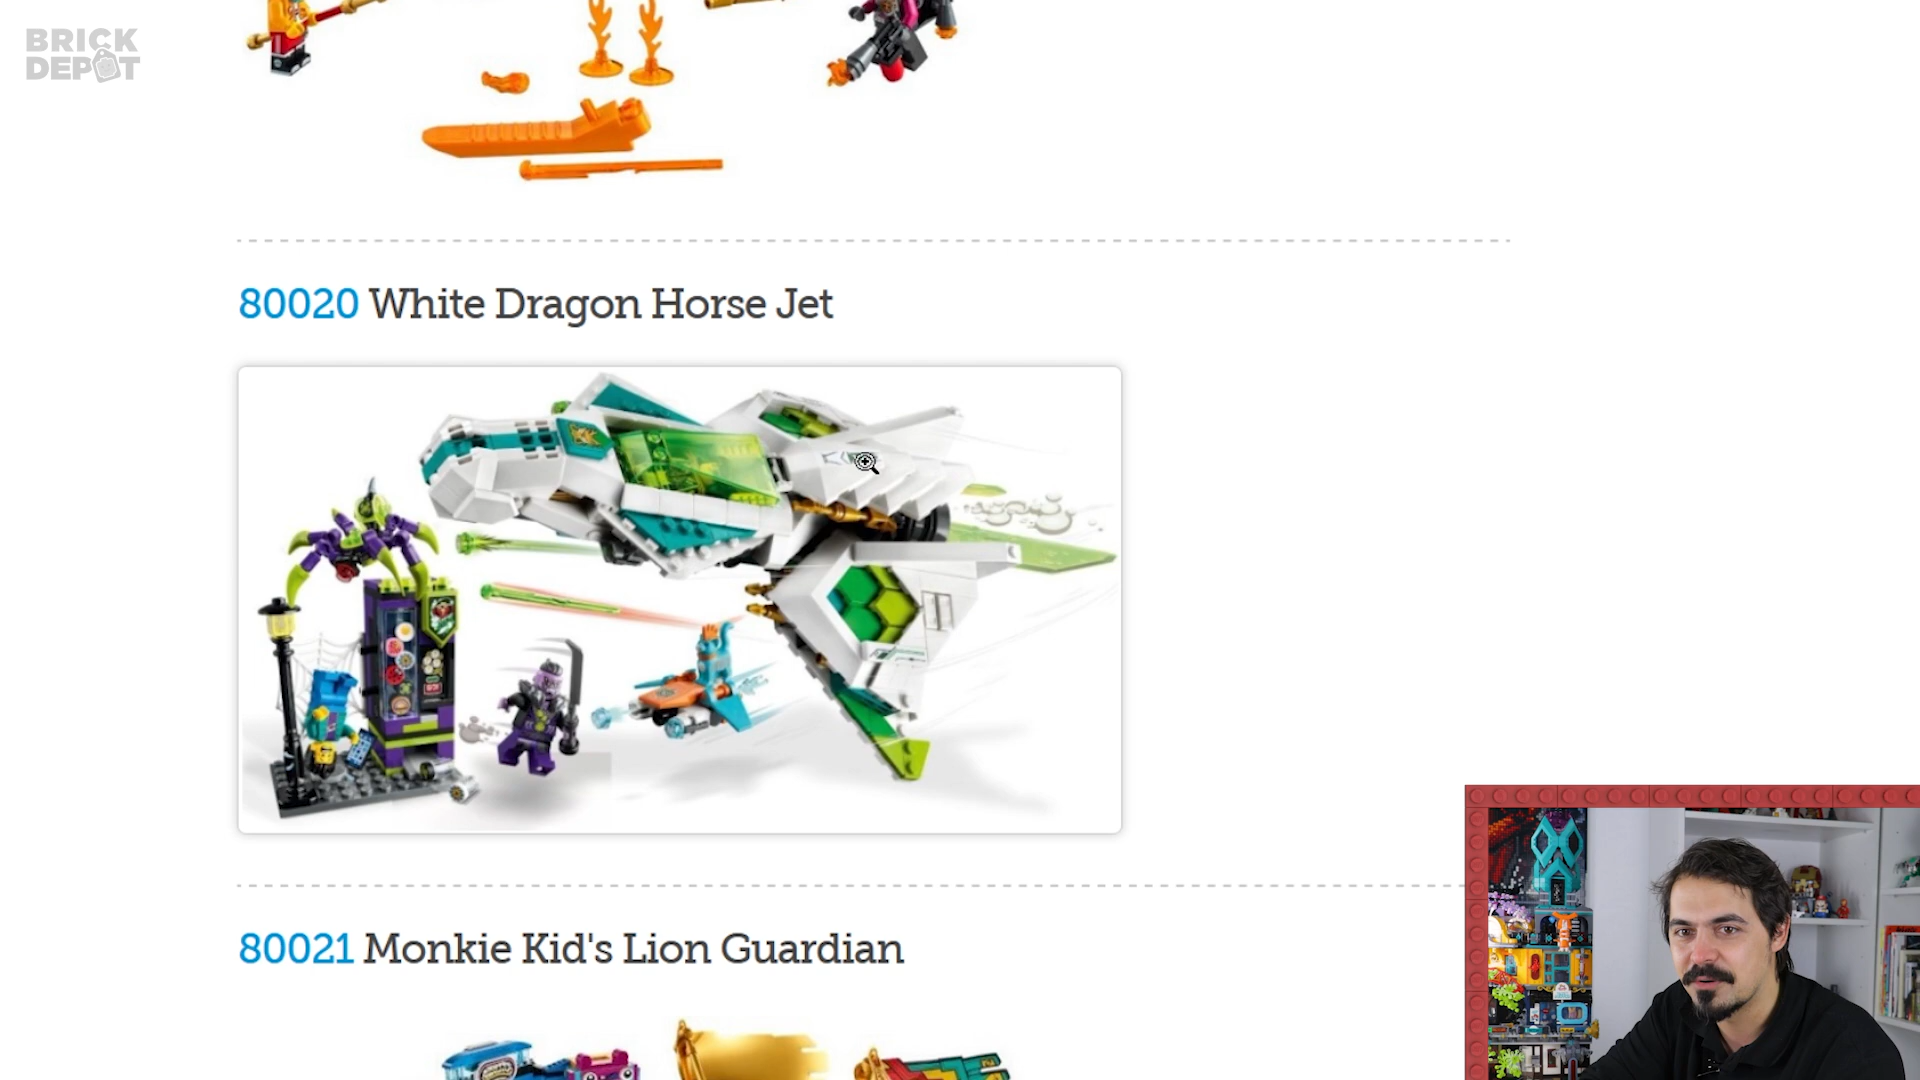 BRICK
DEPOT
80020 White Dragon Horse Jet
80021 Monkie Kid's Lion Guardian